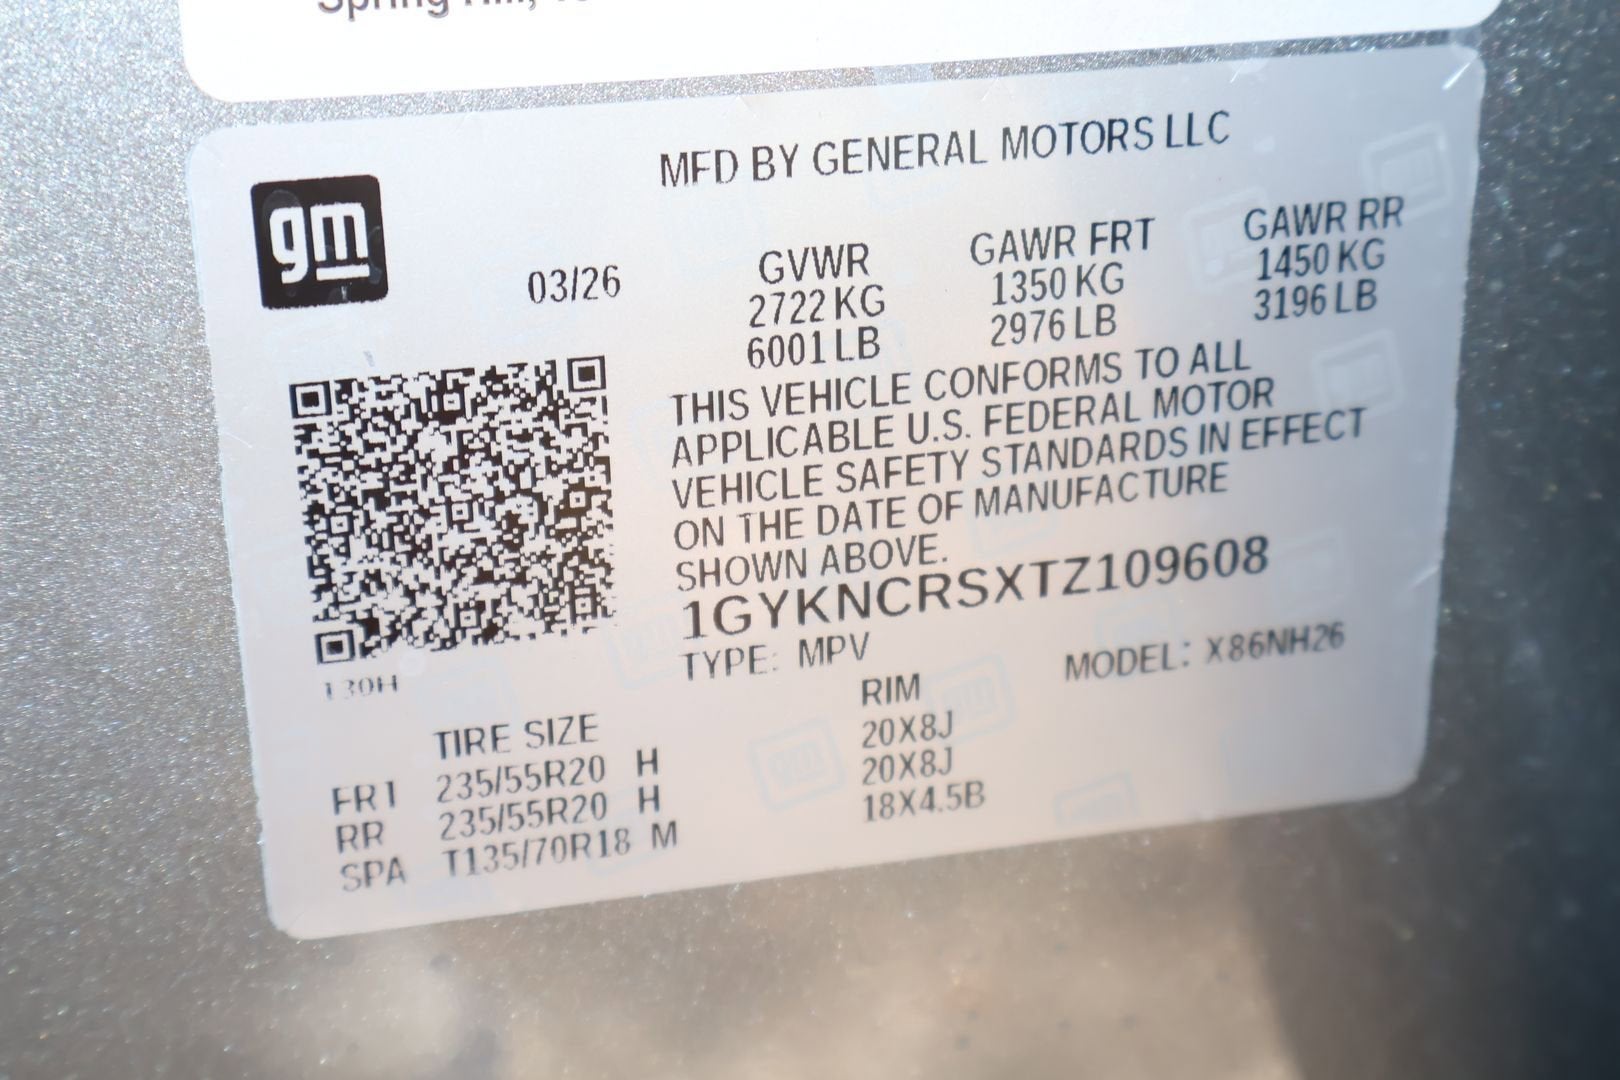 Spring Hill,
MFD BY GENERAL MOTORS LLC
gm
03/26
GVWR GAWR FRT GAWR RR
2722 KG 1350 KG 1450 KG
6001 LB 2976 LB 3196 LB
THIS VEHICLE CONFORMS TO ALL
APPLICABLE U.S. FEDERAL MOTOR
VEHICLE SAFETY STANDARDS IN EFFECT
ON THE DATE OF MANUFACTURE
SHOWN ABOVE.
1GYKNCRSXTZ109608
TYPE: MPV MODEL: X86NH26
130H
TIRE SIZE RIM
FRT 235/55R20 H 20X8J
RR 235/55R20 H 20X8J
SPA T135/70R18 M 18X4.5B